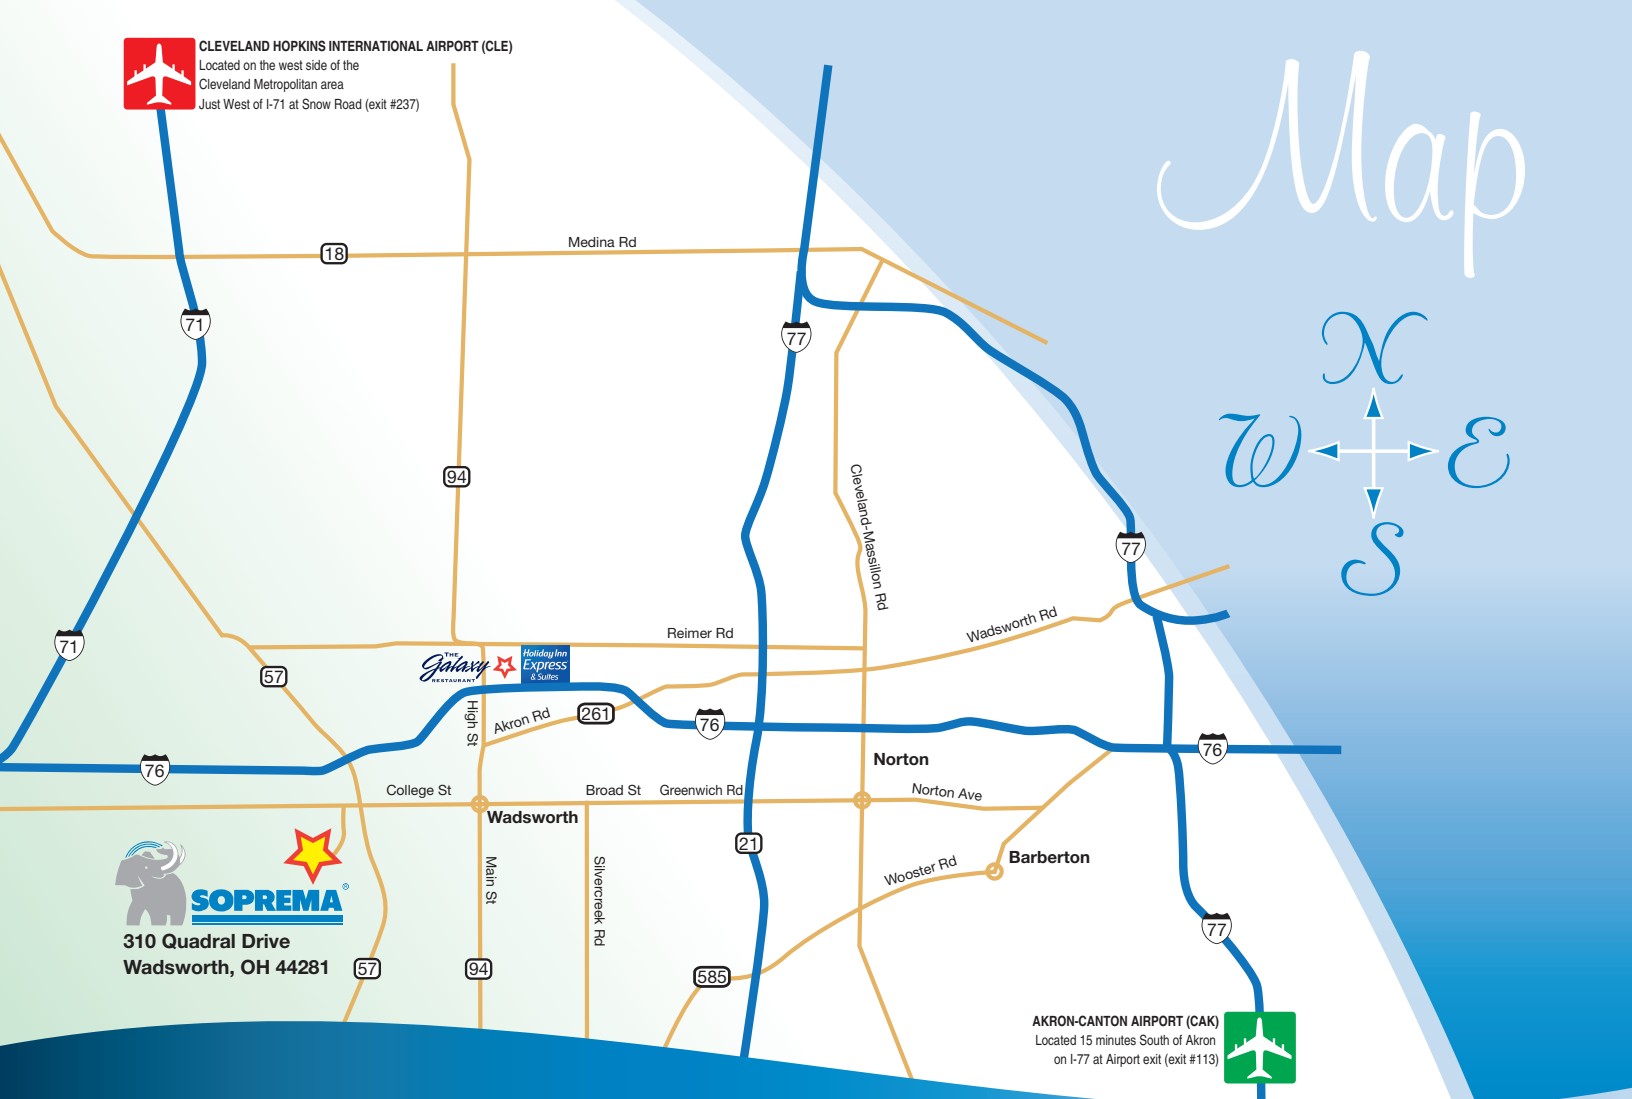 CLEVELAND HOPKINS INTERNATIONAL AIRPORT (CLE)
Located on the west side of the
Cleveland Metropolitan area
Just West of I-71 at Snow Road (exit #237)
Map
N
W
E
S
18
Medina Rd
71
77
94
Cleveland-Massillon Rd
77
71
Reimer Rd
Wadsworth Rd
57
THE
Galaxy
RESTAURANT
Holiday Inn
Express
& Suites
High St
Akron Rd
261
76
76
76
Norton
College St
Broad St
Greenwich Rd
Norton Ave
Wadsworth
21
Barberton
Main St
Silvercreek Rd
Wooster Rd
SOPREMA®
310 Quadral Drive
Wadsworth, OH 44281
57
94
585
77
AKRON-CANTON AIRPORT (CAK)
Located 15 minutes South of Akron
on I-77 at Airport exit (exit #113)